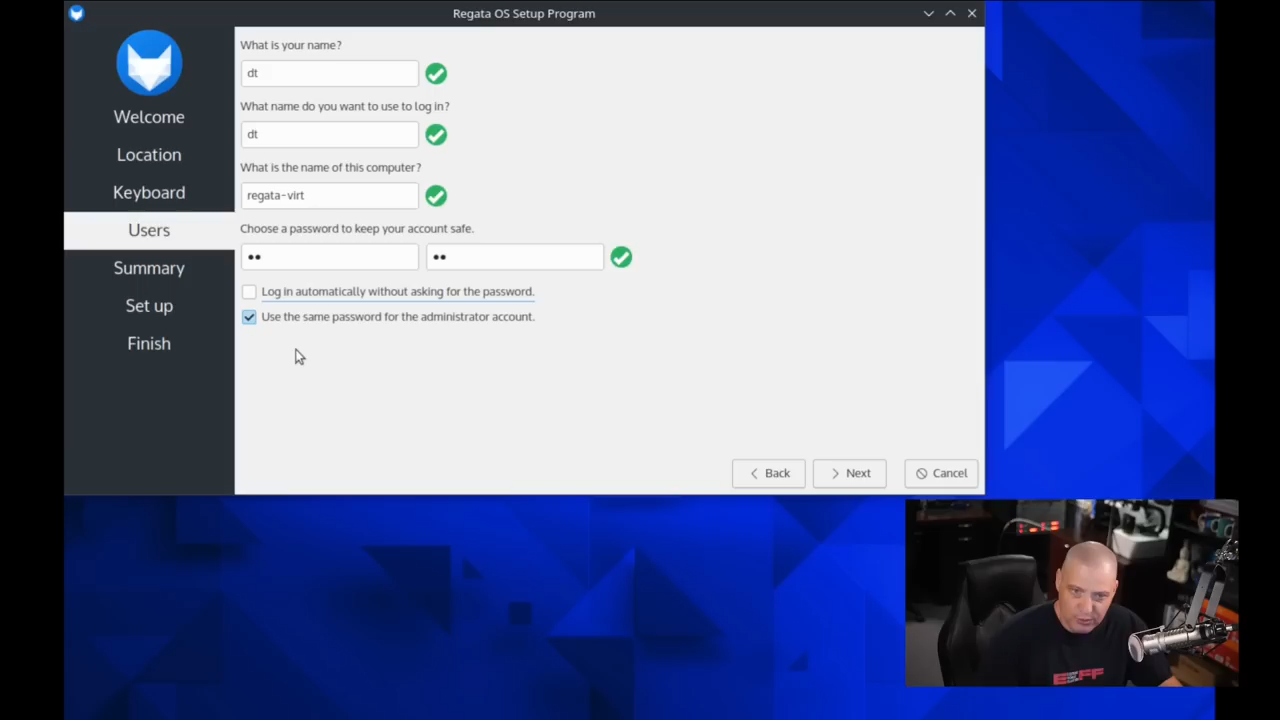 Regata OS Setup Program
Welcome
Location
Keyboard
Users
Summary
Set up
Finish
What is your name?
dt
What name do you want to use to log in?
dt
What is the name of this computer?
regata-virt
Choose a password to keep your account safe.
•• ••
Log in automatically without asking for the password.
Use the same password for the administrator account.
Back Next Cancel
EFF